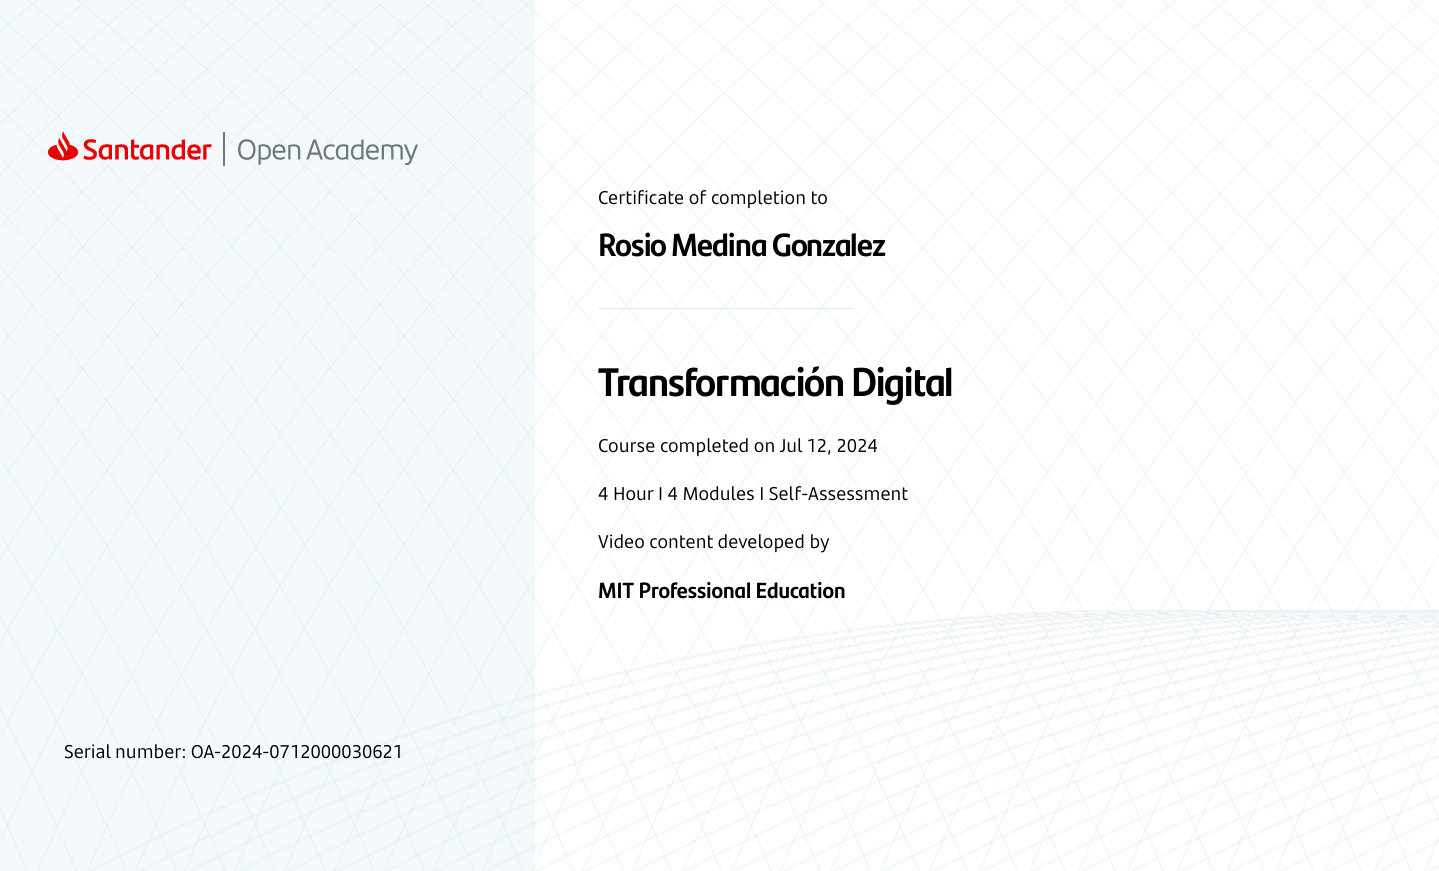 Santander | Open Academy
Certificate of completion to
Rosio Medina Gonzalez
Transformación Digital
Course completed on Jul 12, 2024
4 Hour I 4 Modules I Self-Assessment
Video content developed by
MIT Professional Education
Serial number: OA-2024-0712000030621